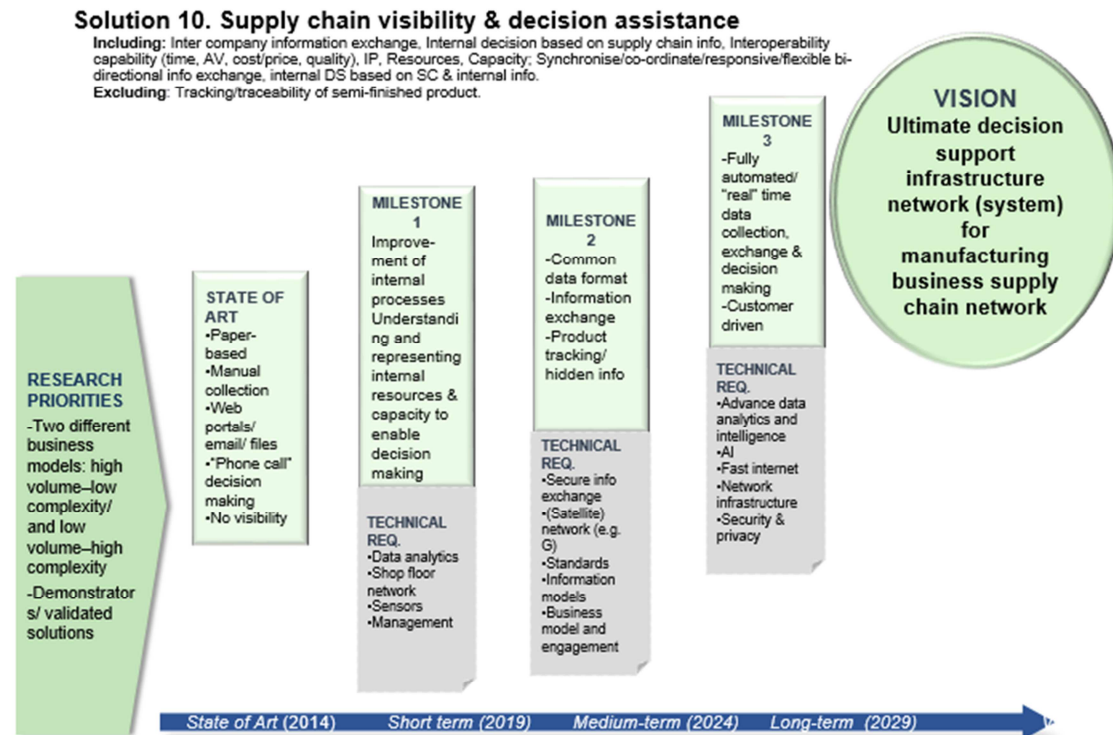 Solution 10. Supply chain visibility & decision assistance
Including: Inter company information exchange, Internal decision based on supply chain info, Interoperability
capability (time, AV, cost/price, quality), IP, Resources, Capacity; Synchronise/co-ordinate/responsive/flexible bi-
directional info exchange, internal DS based on SC & internal info.
Excluding: Tracking/traceability of semi-finished product.
RESEARCH
PRIORITIES
-Two different
business
models: high
volume–low
complexity/
and low
volume–high
complexity
-Demonstrator
s/ validated
solutions
STATE OF
ART
•Paper-
based
•Manual
collection
•Web
portals/
email/ files
•"Phone call"
decision
making
•No visibility
MILESTONE
1
Improve-
ment of
internal
processes
Understandi
ng and
representing
internal
resources &
capacity to
enable
decision
making
TECHNICAL
REQ.
•Data analytics
•Shop floor
network
•Sensors
•Management
MILESTONE
2
-Common
data format
-Information
exchange
-Product
tracking/
hidden info
TECHNICAL
REQ.
•Secure info
exchange
•(Satellite)
network (e.g.
G)
•Standards
•Information
models
•Business
model and
engagement
MILESTONE
3
-Fully
automated/
"real" time
data
collection,
exchange &
decision
making
-Customer
driven
TECHNICAL
REQ.
•Advance data
analytics and
intelligence
•AI
•Fast internet
•Network
infrastructure
•Security &
privacy
VISION
Ultimate decision
support
infrastructure
network (system)
for
manufacturing
business supply
chain network
State of Art (2014) Short term (2019) Medium-term (2024) Long-term (2029)